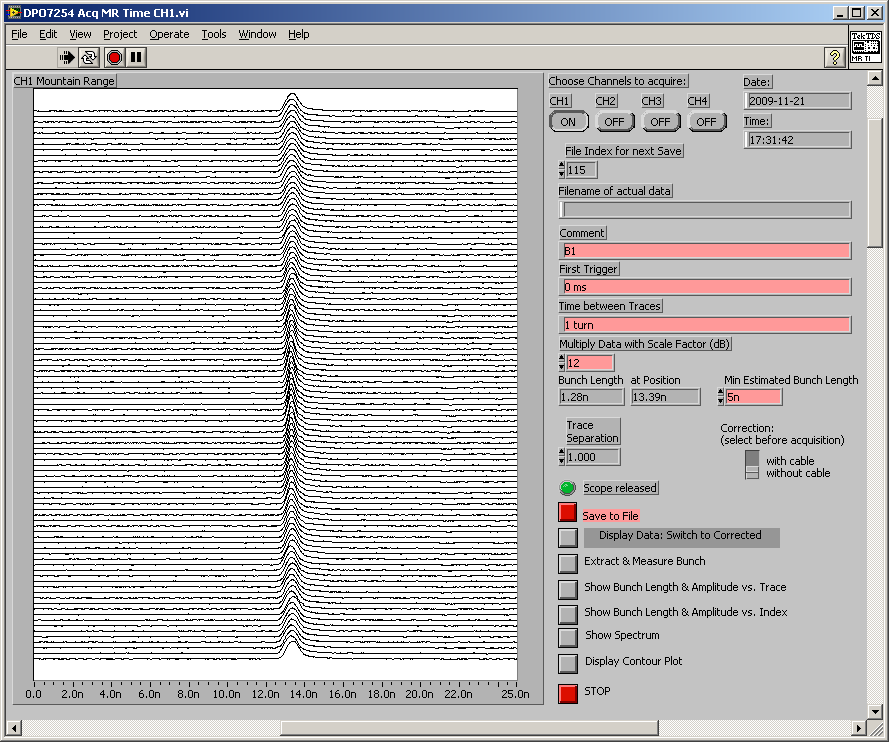 DPO7254 Acq MR Time CH1.vi
File Edit View Project Operate Tools Window Help
Tek TDS
MR TI
CH1 Mountain Range
0.0 2.0n 4.0n 6.0n 8.0n 10.0n 12.0n 14.0n 16.0n 18.0n 20.0n 22.0n 25.0n
Choose Channels to acquire:
CH1 CH2 CH3 CH4
ON OFF OFF OFF
Date:
2009-11-21
Time:
17:31:42
File Index for next Save
115
Filename of actual data
Comment
B1
First Trigger
0 ms
Time between Traces
1 turn
Multiply Data with Scale Factor (dB)
12
Bunch Length at Position Min Estimated Bunch Length
1.28n 13.39n 5n
Trace
Separation
1.000
Correction:
(select before acquisition)
with cable
without cable
Scope released
Save to File
Display Data: Switch to Corrected
Extract & Measure Bunch
Show Bunch Length & Amplitude vs. Trace
Show Bunch Length & Amplitude vs. Index
Show Spectrum
Display Contour Plot
STOP